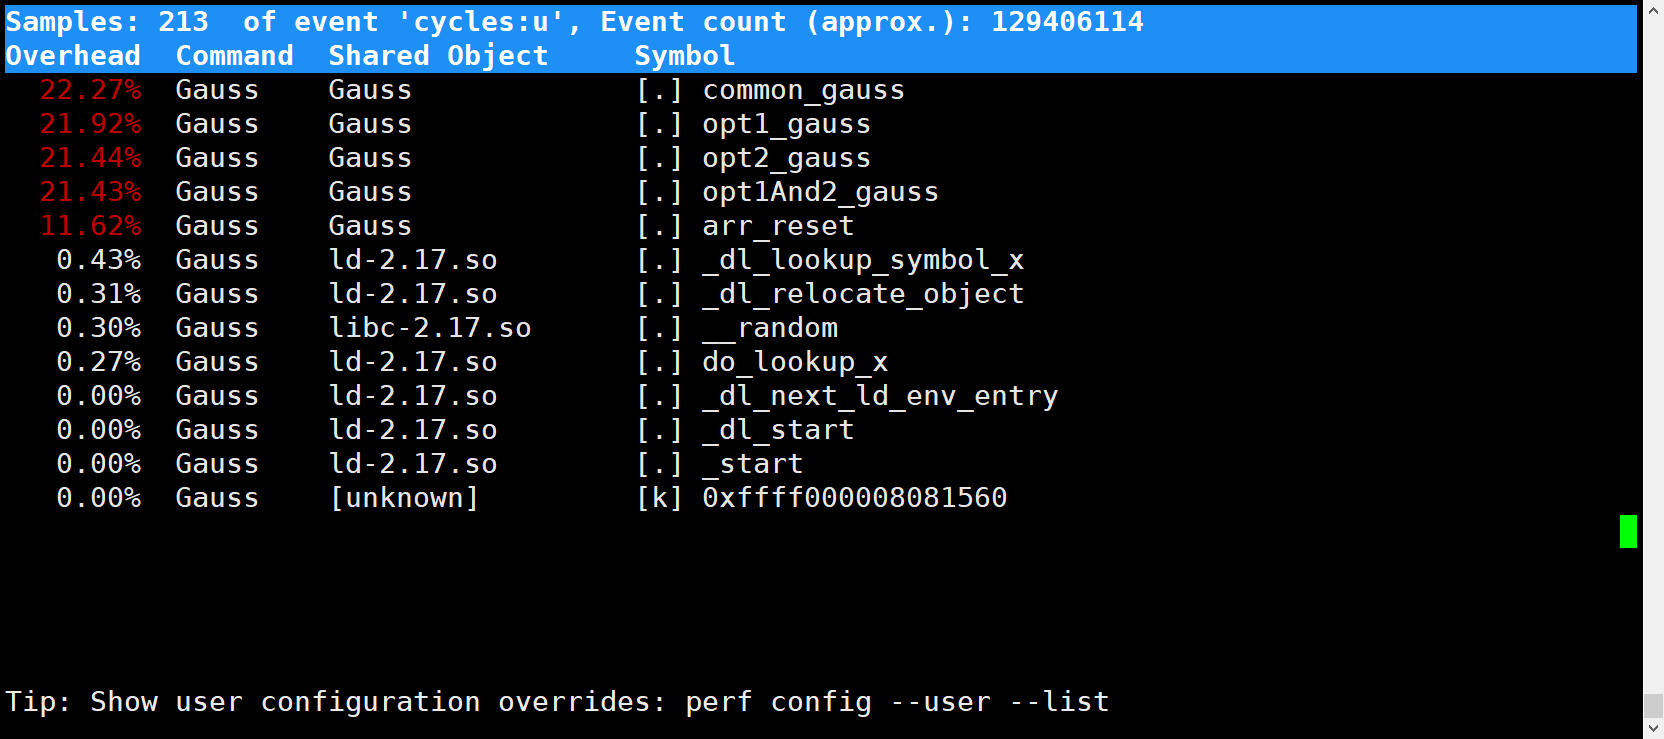 Samples: 213  of event 'cycles:u', Event count (approx.): 129406114
Overhead  Command  Shared Object     Symbol
  22.27%  Gauss    Gauss             [.] common_gauss
  21.92%  Gauss    Gauss             [.] opt1_gauss
  21.44%  Gauss    Gauss             [.] opt2_gauss
  21.43%  Gauss    Gauss             [.] opt1And2_gauss
  11.62%  Gauss    Gauss             [.] arr_reset
   0.43%  Gauss    ld-2.17.so        [.] _dl_lookup_symbol_x
   0.31%  Gauss    ld-2.17.so        [.] _dl_relocate_object
   0.30%  Gauss    libc-2.17.so      [.] __random
   0.27%  Gauss    ld-2.17.so        [.] do_lookup_x
   0.00%  Gauss    ld-2.17.so        [.] _dl_next_ld_env_entry
   0.00%  Gauss    ld-2.17.so        [.] _dl_start
   0.00%  Gauss    ld-2.17.so        [.] _start
   0.00%  Gauss    [unknown]         [k] 0xffff000008081560
Tip: Show user configuration overrides: perf config --user --list